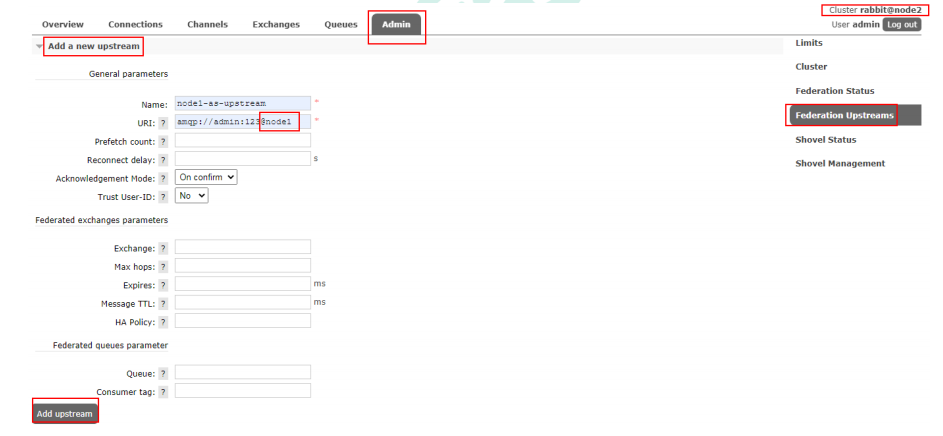 Cluster rabbit@node2
Overview Connections Channels Exchanges Queues Admin
User admin Log out
Add a new upstream
Limits
General parameters
Cluster
Federation Status
Name: node1-as-upstream *
URI: ? amqp://admin:123@node1 *
Federation Upstreams
Prefetch count: ?
Shovel Status
Reconnect delay: ? s
Shovel Management
Acknowledgement Mode: ? On confirm
Trust User-ID: ? No
Federated exchanges parameters
Exchange: ?
Max hops: ?
Expires: ? ms
Message TTL: ? ms
HA Policy: ?
Federated queues parameter
Queue: ?
Consumer tag: ?
Add upstream